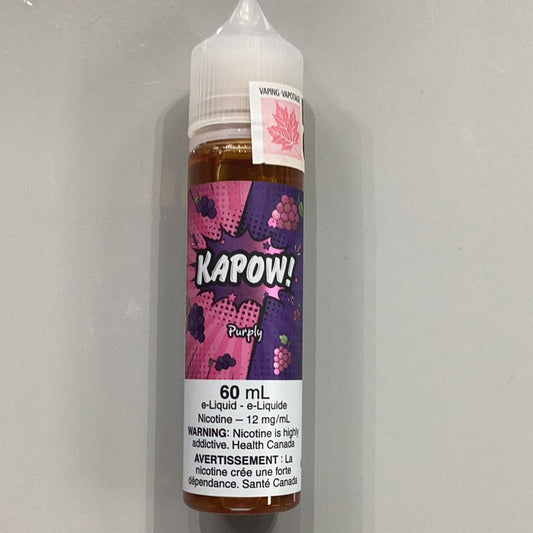 VAPING·VAPOTAGE
KAPOW!
Purply
60 mL
e-Liquid - e-Liquide
Nicotine – 12 mg/mL
WARNING: Nicotine is highly
addictive. Health Canada
AVERTISSEMENT : La
nicotine crée une forte
dépendance. Santé Canada